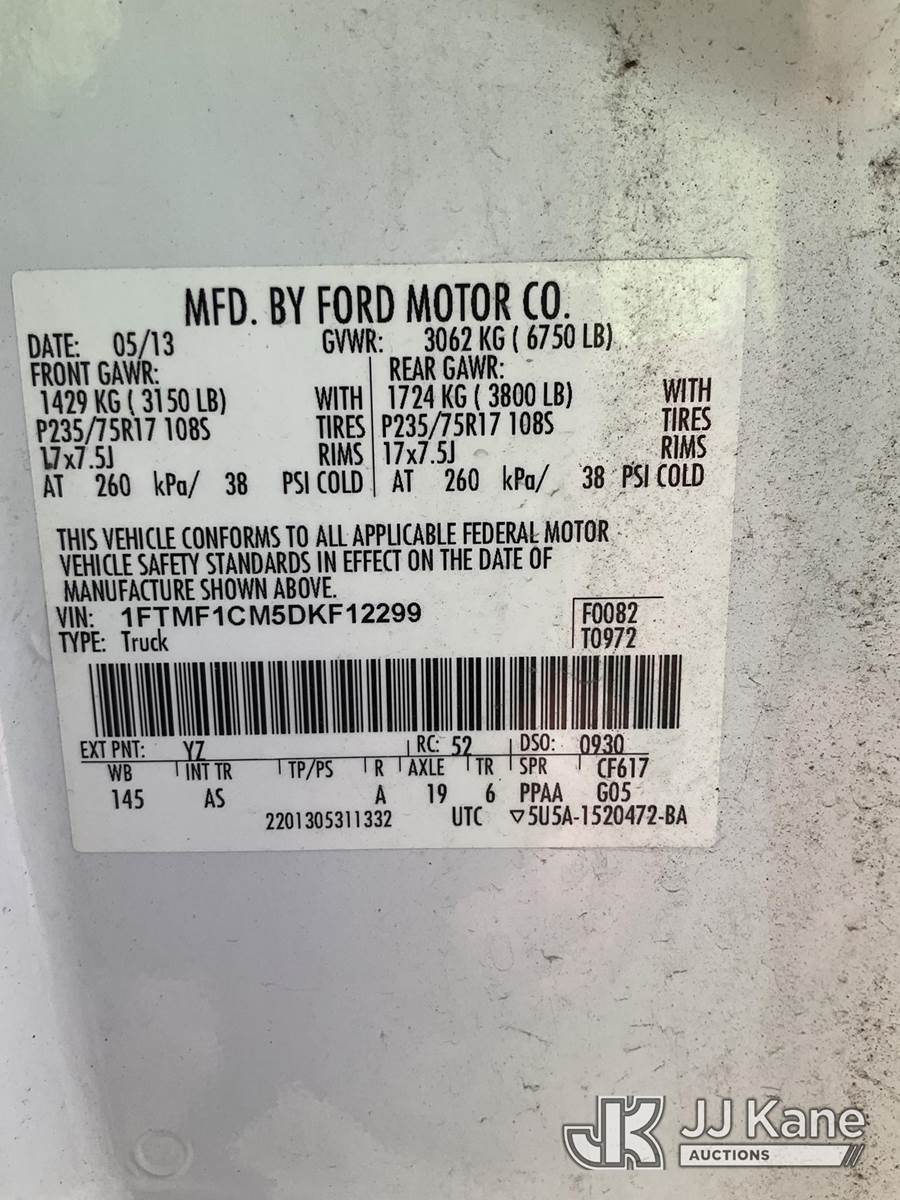 MFD. BY FORD MOTOR CO.
DATE: 05/13 GVWR: 3062 KG ( 6750 LB)
FRONT GAWR: REAR GAWR:
1429 KG ( 3150 LB) WITH 1724 KG ( 3800 LB) WITH
P235/75R17 108S TIRES P235/75R17 108S TIRES
17x7.5J RIMS 17x7.5J RIMS
AT 260 kPa/ 38 PSI COLD AT 260 kPa/ 38 PSI COLD
THIS VEHICLE CONFORMS TO ALL APPLICABLE FEDERAL MOTOR
VEHICLE SAFETY STANDARDS IN EFFECT ON THE DATE OF
MANUFACTURE SHOWN ABOVE.
VIN: 1FTMF1CM5DKF12299 F0082
TYPE: Truck T0972
EXT PNT: YZ RC: 52 DSO: 0930
WB INT TR TP/PS R AXLE TR SPR CF617
145 AS A 19 6 PPAA G05
2201305311332 UTC ▽5U5A-1520472-BA
JK JJ Kane
AUCTIONS